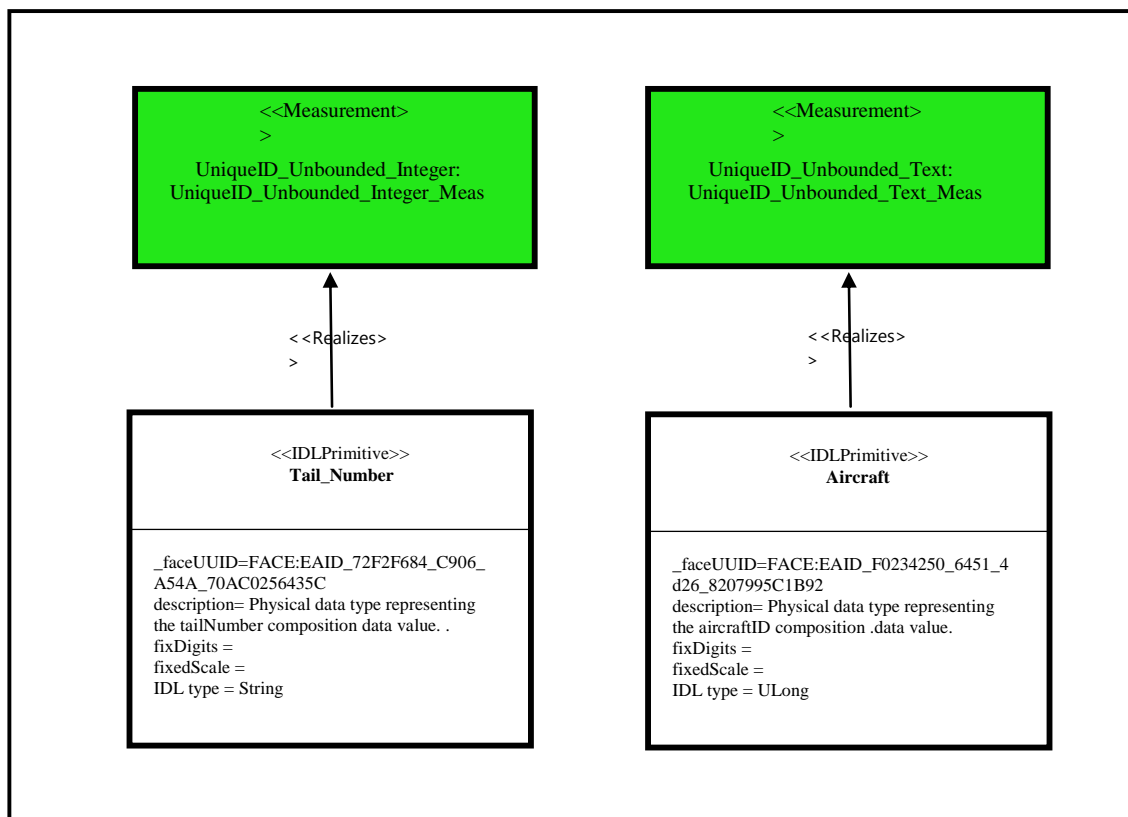 <<Measurement>
>
UniqueID_Unbounded_Integer:
UniqueID_Unbounded_Integer_Meas
<<Measurement>
>
UniqueID_Unbounded_Text:
UniqueID_Unbounded_Text_Meas
<<Realizes>
>
<<Realizes>
>
<<IDLPrimitive>>
Tail_Number
_faceUUID=FACE:EAID_72F2F684_C906_
A54A_70AC0256435C
description= Physical data type representing
the tailNumber composition data value. .
fixDigits =
fixedScale =
IDL type = String
<<IDLPrimitive>>
Aircraft
_faceUUID=FACE:EAID_F0234250_6451_4
d26_8207995C1B92
description= Physical data type representing
the aircraftID composition .data value.
fixDigits =
fixedScale =
IDL type = ULong